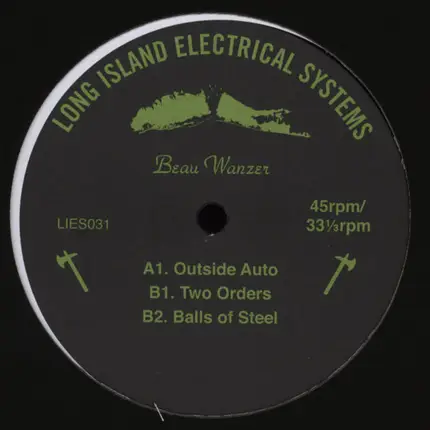 LONG ISLAND ELECTRICAL SYSTEMS
Beau Wanzer
LIES031
45rpm/
33⅓rpm
A1. Outside Auto
B1. Two Orders
B2. Balls of Steel